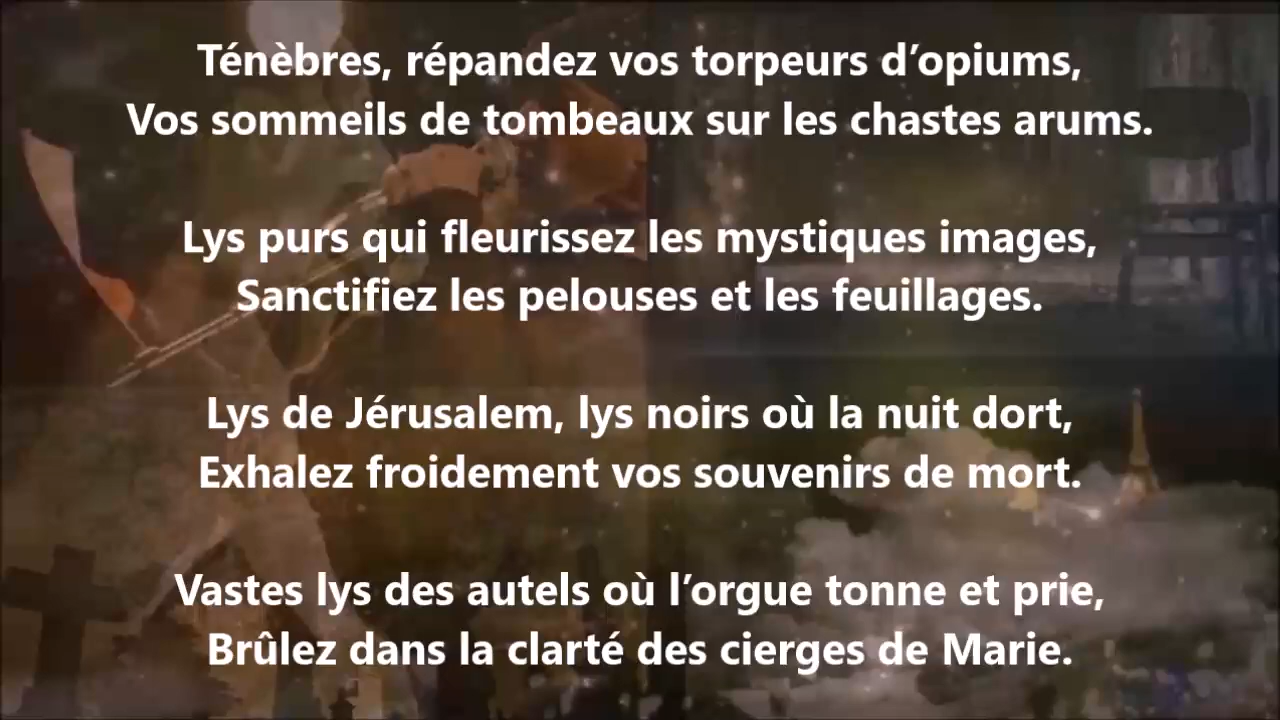 Ténèbres, répandez vos torpeurs d’opiums,
Vos sommeils de tombeaux sur les chastes arums.
Lys purs qui fleurissez les mystiques images,
Sanctifiez les pelouses et les feuillages.
Lys de Jérusalem, lys noirs où la nuit dort,
Exhalez froidement vos souvenirs de mort.
Vastes lys des autels où l’orgue tonne et prie,
Brûlez dans la clarté des cierges de Marie.